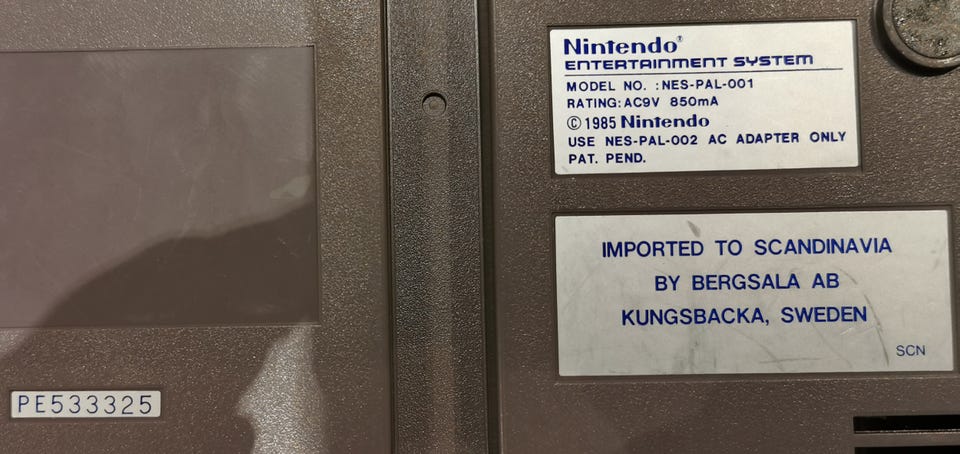 Nintendo®
ENTERTAINMENT SYSTEM
MODEL NO. :NES-PAL-001
RATING:AC9V 850mA
©1985 Nintendo
USE NES-PAL-002 AC ADAPTER ONLY
PAT. PEND.
IMPORTED TO SCANDINAVIA
BY BERGSALA AB
KUNGSBACKA, SWEDEN
SCN
PE533325